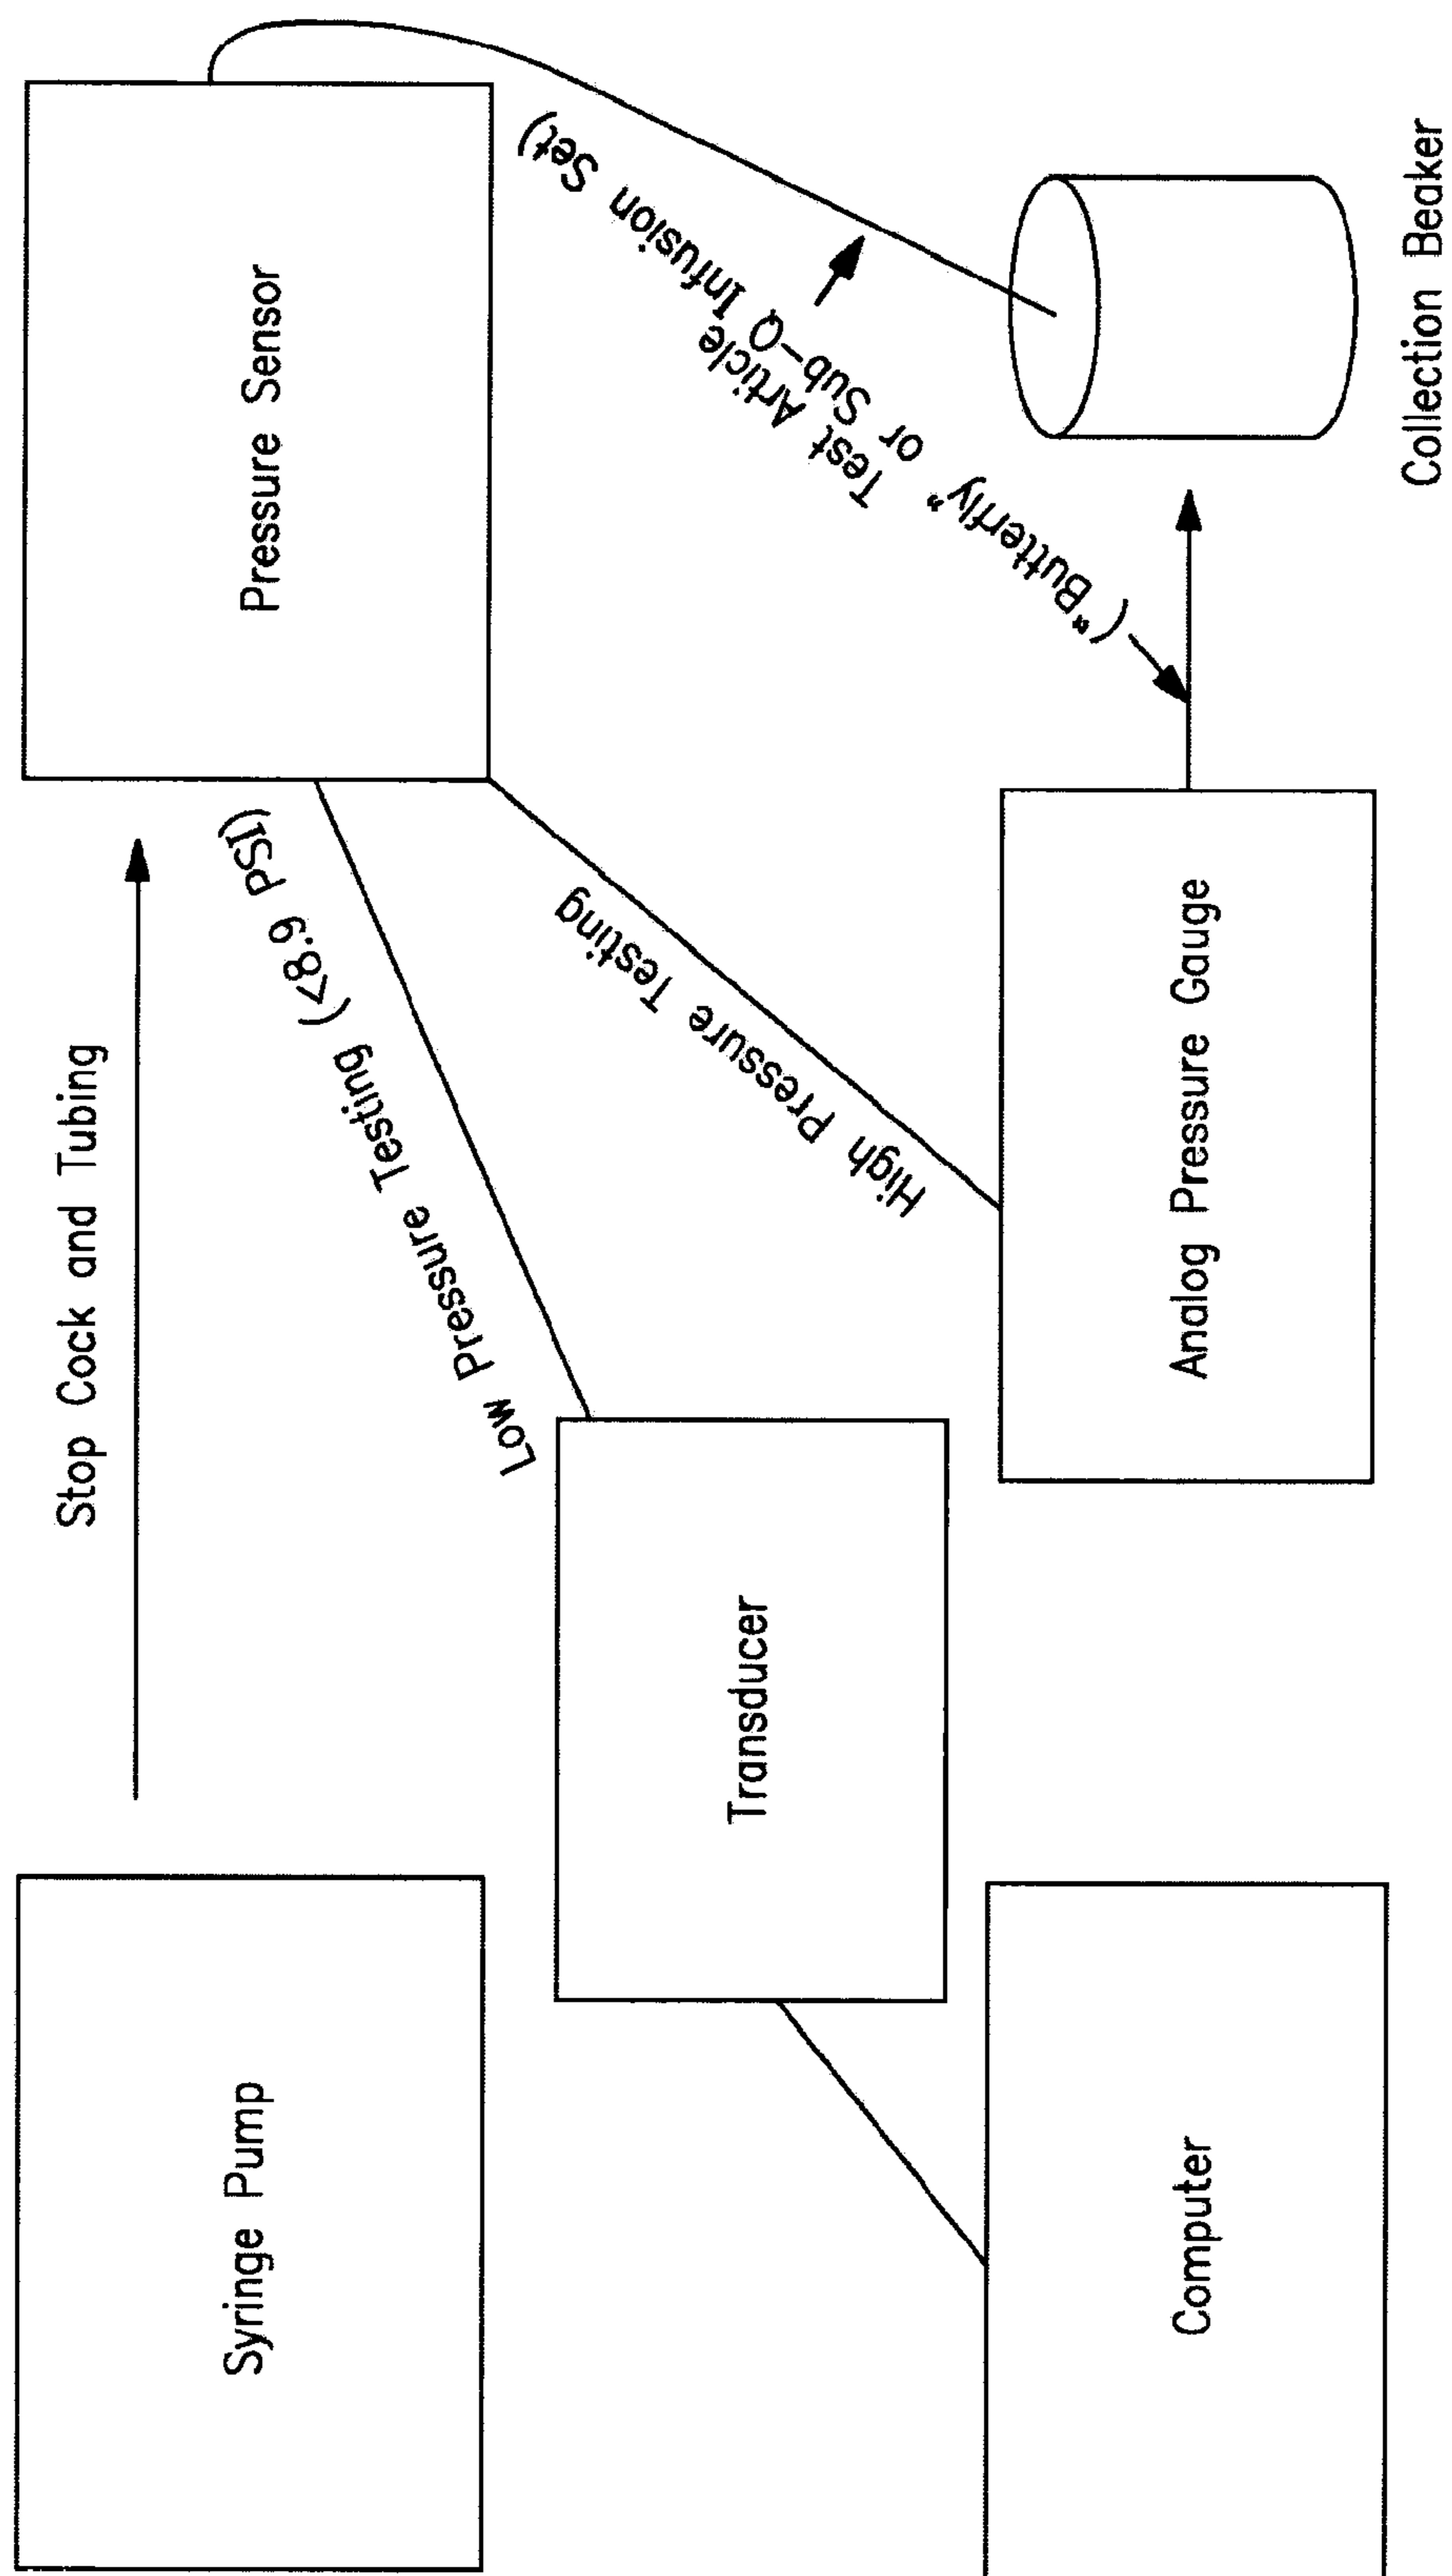 Stop Cock and Tubing
Syringe Pump
Pressure Sensor
Low Pressure Testing (<8.9 PSI)
High Pressure Testing
Transducer
Test Article
("Butterfly" or Sub-Q Infusion Set)
Computer
Analog Pressure Gauge
Collection Beaker